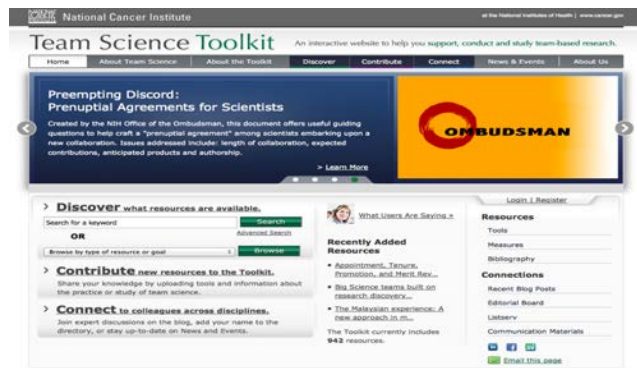 National Cancer Institute
at the National Institutes of Health | www.cancer.gov
Team Science Toolkit
An interactive website to help you support, conduct and study team-based research.
Home About Team Science About the Toolkit Discover Contribute Connect News & Events About Us
Preempting Discord:
Prenuptial Agreements for Scientists
Created by the NIH Office of the Ombudsman, this document offers useful guiding
questions to help craft a "prenuptial agreement" among scientists embarking upon a
new collaboration. Issues addressed include: length of collaboration, expected
contributions, anticipated products and authorship.
> Learn More
OMBUDSMAN
> Discover what resources are available.
Search for a keyword Search
OR Advanced Search
Browse by type of resource or goal Browse
> Contribute new resources to the Toolkit.
Share your knowledge by uploading tools and information about
the practice or study of team science.
> Connect to colleagues across disciplines.
Join expert discussions on the blog, add your name to the
directory, or stay up-to-date on News and Events.
What Users Are Saying >
Recently Added
Resources
• Appointment, Tenure,
Promotion, and Merit Rev...
• Big Science teams built on
research discovery...
• The Malaysian experience: A
new approach in m...
The Toolkit currently includes
942 resources.
Login | Register
Resources
Tools
Measures
Bibliography
Connections
Recent Blog Posts
Editorial Board
Listserv
Communication Materials
Email this page